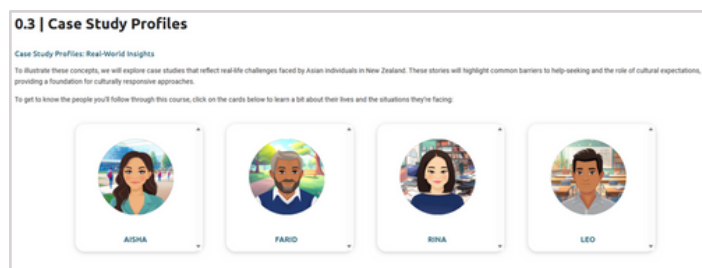 0.3 | Case Study Profiles
Case Study Profiles: Real-World Insights
To illustrate these concepts, we will explore case studies that reflect real-life challenges faced by Asian individuals in New Zealand. These stories will highlight common barriers to help-seeking and the role of cultural expectations,
providing a foundation for culturally responsive approaches.
To get to know the people you'll follow through this course, click on the cards below to learn a bit about their lives and the situations they're facing:
AISHA
FARID
RINA
LEO